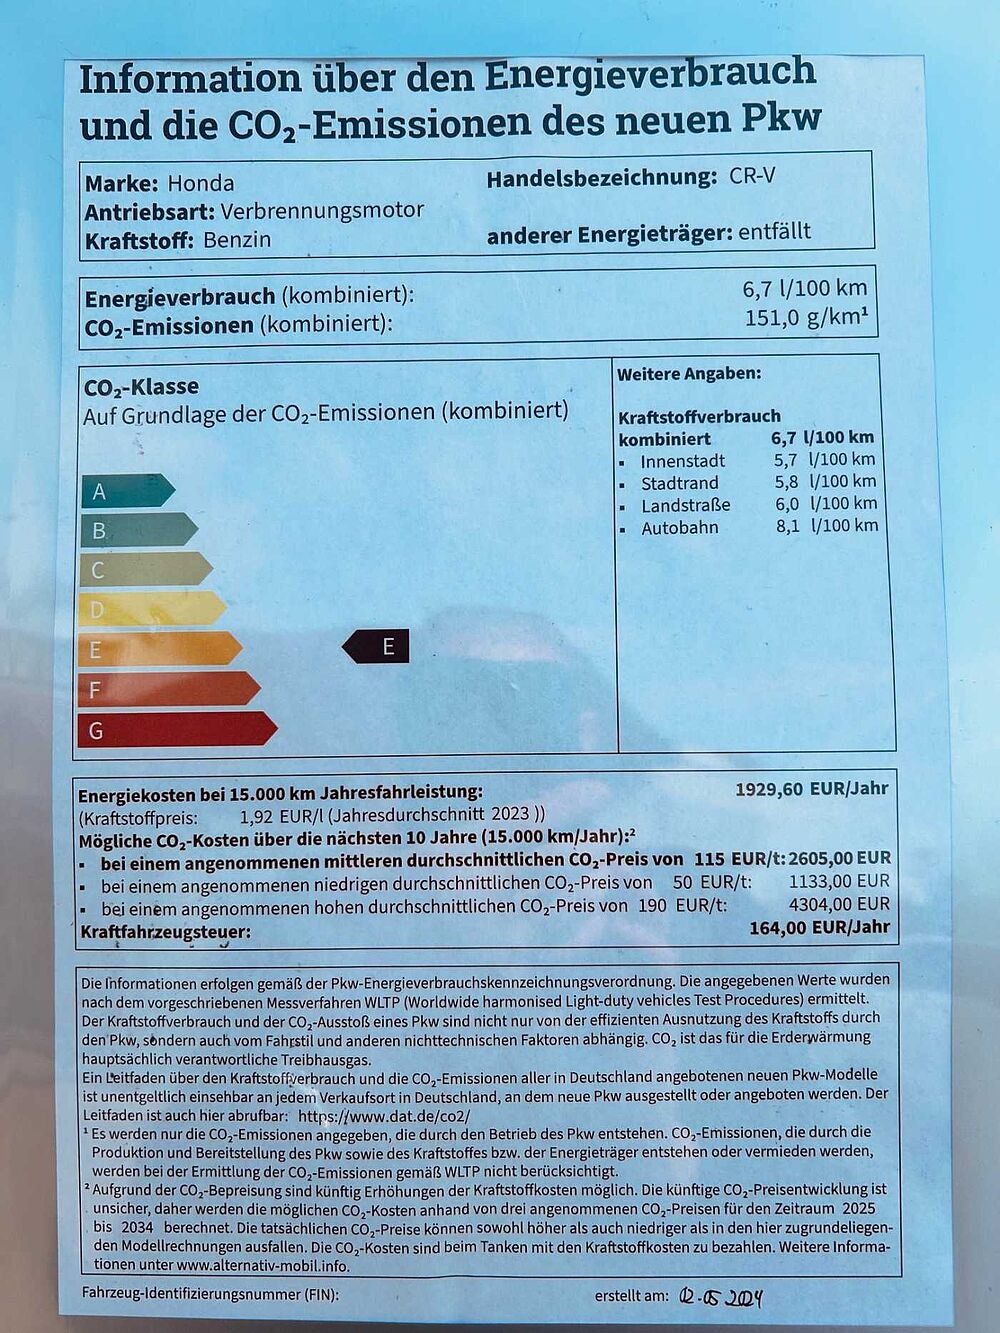 Information über den Energieverbrauch
und die CO₂-Emissionen des neuen Pkw
Marke: Honda
Handelsbezeichnung: CR-V
Antriebsart: Verbrennungsmotor
Kraftstoff: Benzin
anderer Energieträger: entfällt
Energieverbrauch (kombiniert): 6,7 l/100 km
CO₂-Emissionen (kombiniert): 151,0 g/km¹
CO₂-Klasse
Auf Grundlage der CO₂-Emissionen (kombiniert)
A
B
C
D
E
E
F
G
Weitere Angaben:
Kraftstoffverbrauch
kombiniert 6,7 l/100 km
▪ Innenstadt 5,7 l/100 km
▪ Stadtrand 5,8 l/100 km
▪ Landstraße 6,0 l/100 km
▪ Autobahn 8,1 l/100 km
Energiekosten bei 15.000 km Jahresfahrleistung: 1929,60 EUR/Jahr
(Kraftstoffpreis: 1,92 EUR/l (Jahresdurchschnitt 2023 ))
Mögliche CO₂-Kosten über die nächsten 10 Jahre (15.000 km/Jahr):²
▪ bei einem angenommenen mittleren durchschnittlichen CO₂-Preis von 115 EUR/t: 2605,00 EUR
▪ bei einem angenommenen niedrigen durchschnittlichen CO₂-Preis von 50 EUR/t: 1133,00 EUR
▪ bei einem angenommenen hohen durchschnittlichen CO₂-Preis von 190 EUR/t: 4304,00 EUR
Kraftfahrzeugsteuer: 164,00 EUR/Jahr
Die Informationen erfolgen gemäß der Pkw-Energieverbrauchskennzeichnungsverordnung. Die angegebenen Werte wurden
nach dem vorgeschriebenen Messverfahren WLTP (Worldwide harmonised Light-duty vehicles Test Procedures) ermittelt.
Der Kraftstoffverbrauch und der CO₂-Ausstoß eines Pkw sind nicht nur von der effizienten Ausnutzung des Kraftstoffs durch
den Pkw, sondern auch vom Fahrstil und anderen nichttechnischen Faktoren abhängig. CO₂ ist das für die Erderwärmung
hauptsächlich verantwortliche Treibhausgas.
Ein Leitfaden über den Kraftstoffverbrauch und die CO₂-Emissionen aller in Deutschland angebotenen neuen Pkw-Modelle
ist unentgeltlich einsehbar an jedem Verkaufsort in Deutschland, an dem neue Pkw ausgestellt oder angeboten werden. Der
Leitfaden ist auch hier abrufbar: https://www.dat.de/co2/
¹ Es werden nur die CO₂-Emissionen angegeben, die durch den Betrieb des Pkw entstehen. CO₂-Emissionen, die durch die
Produktion und Bereitstellung des Pkw sowie des Kraftstoffes bzw. der Energieträger entstehen oder vermieden werden,
werden bei der Ermittlung der CO₂-Emissionen gemäß WLTP nicht berücksichtigt.
² Aufgrund der CO₂-Bepreisung sind künftig Erhöhungen der Kraftstoffkosten möglich. Die künftige CO₂-Preisentwicklung ist
unsicher, daher werden die möglichen CO₂-Kosten anhand von drei angenommenen CO₂-Preisen für den Zeitraum 2025
bis 2034 berechnet. Die tatsächlichen CO₂-Preise können sowohl höher als auch niedriger als in den hier zugrundeliegen-
den Modellrechnungen ausfallen. Die CO₂-Kosten sind beim Tanken mit den Kraftstoffkosten zu bezahlen. Weitere Informa-
tionen unter www.alternativ-mobil.info.
Fahrzeug-Identifizierungsnummer (FIN):
erstellt am: 02-05 2024